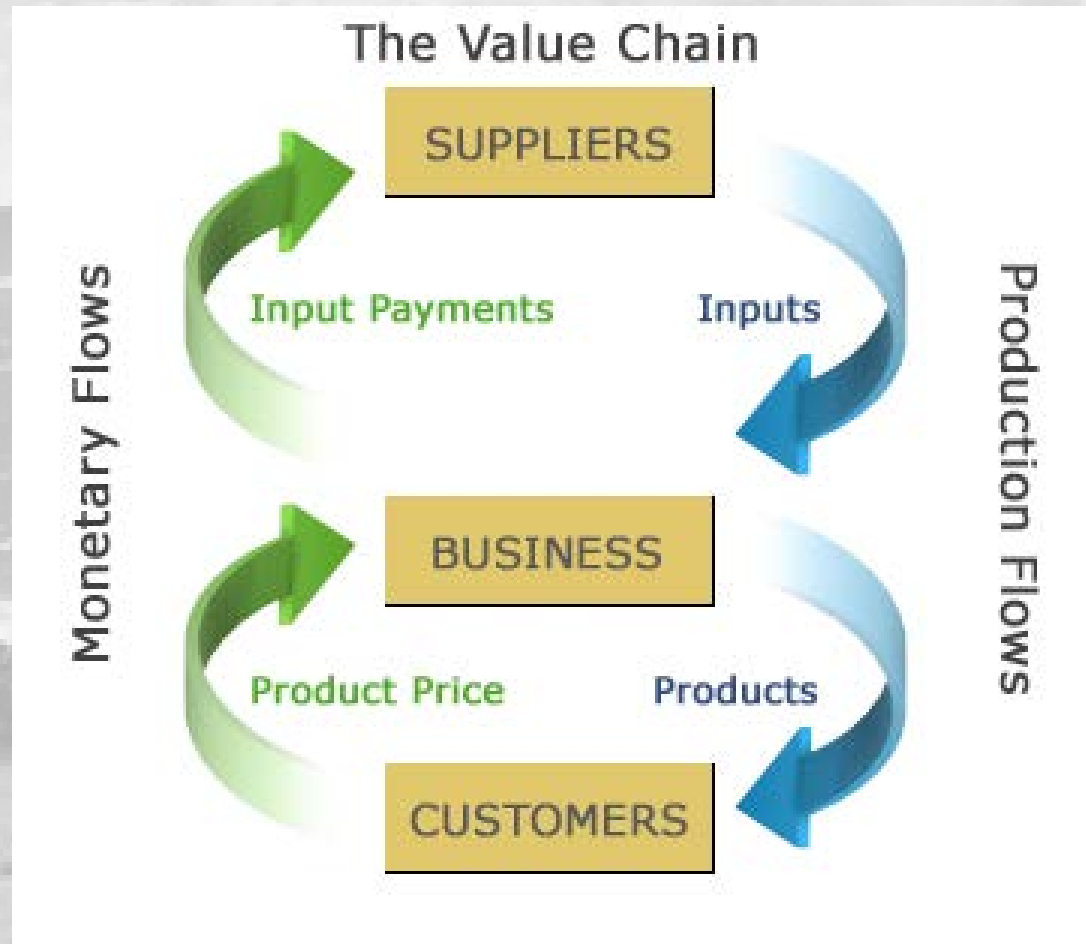 The Value Chain
SUPPLIERS
Input Payments
Inputs
Monetary Flows
Production Flows
BUSINESS
Product Price
Products
CUSTOMERS